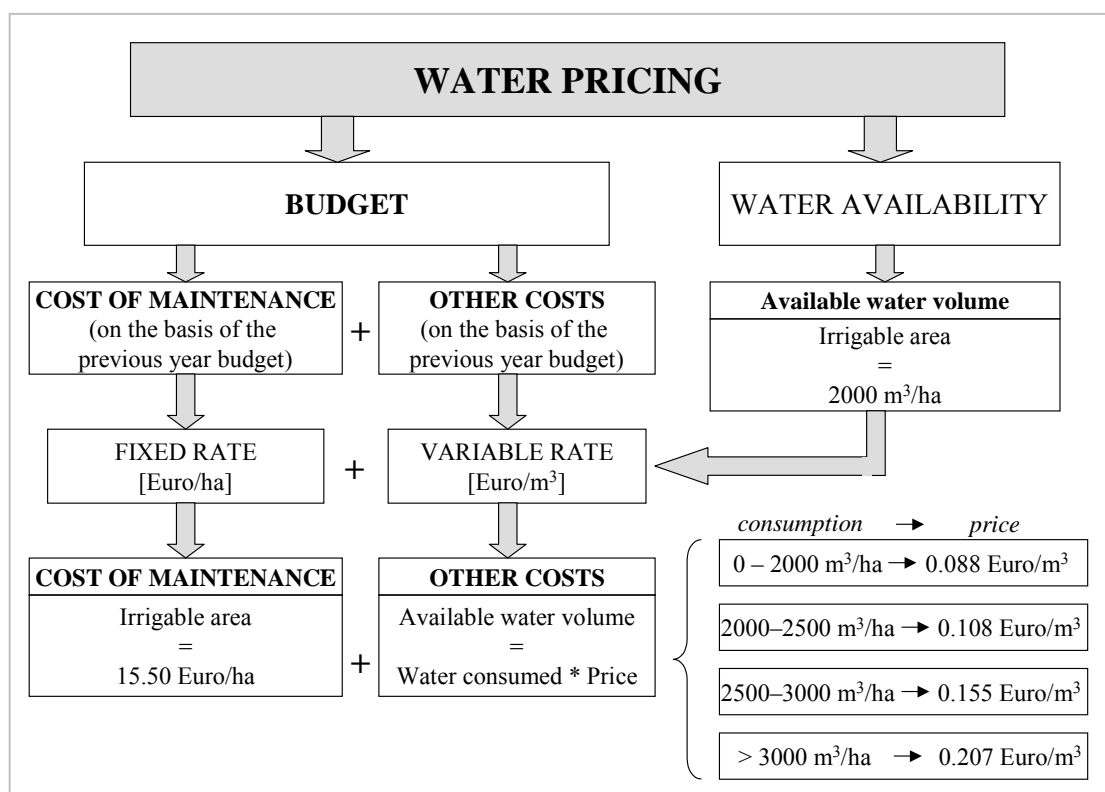 WATER PRICING
BUDGET
WATER AVAILABILITY
COST OF MAINTENANCE
(on the basis of the
previous year budget)
+
OTHER COSTS
(on the basis of the
previous year budget)
Available water volume
Irrigable area
=
2000 m³/ha
FIXED RATE
[Euro/ha]
+
VARIABLE RATE
[Euro/m³]
COST OF MAINTENANCE
Irrigable area
=
15.50 Euro/ha
+
OTHER COSTS
Available water volume
=
Water consumed * Price
consumption → price
0 – 2000 m³/ha → 0.088 Euro/m³
2000–2500 m³/ha → 0.108 Euro/m³
2500–3000 m³/ha → 0.155 Euro/m³
> 3000 m³/ha → 0.207 Euro/m³